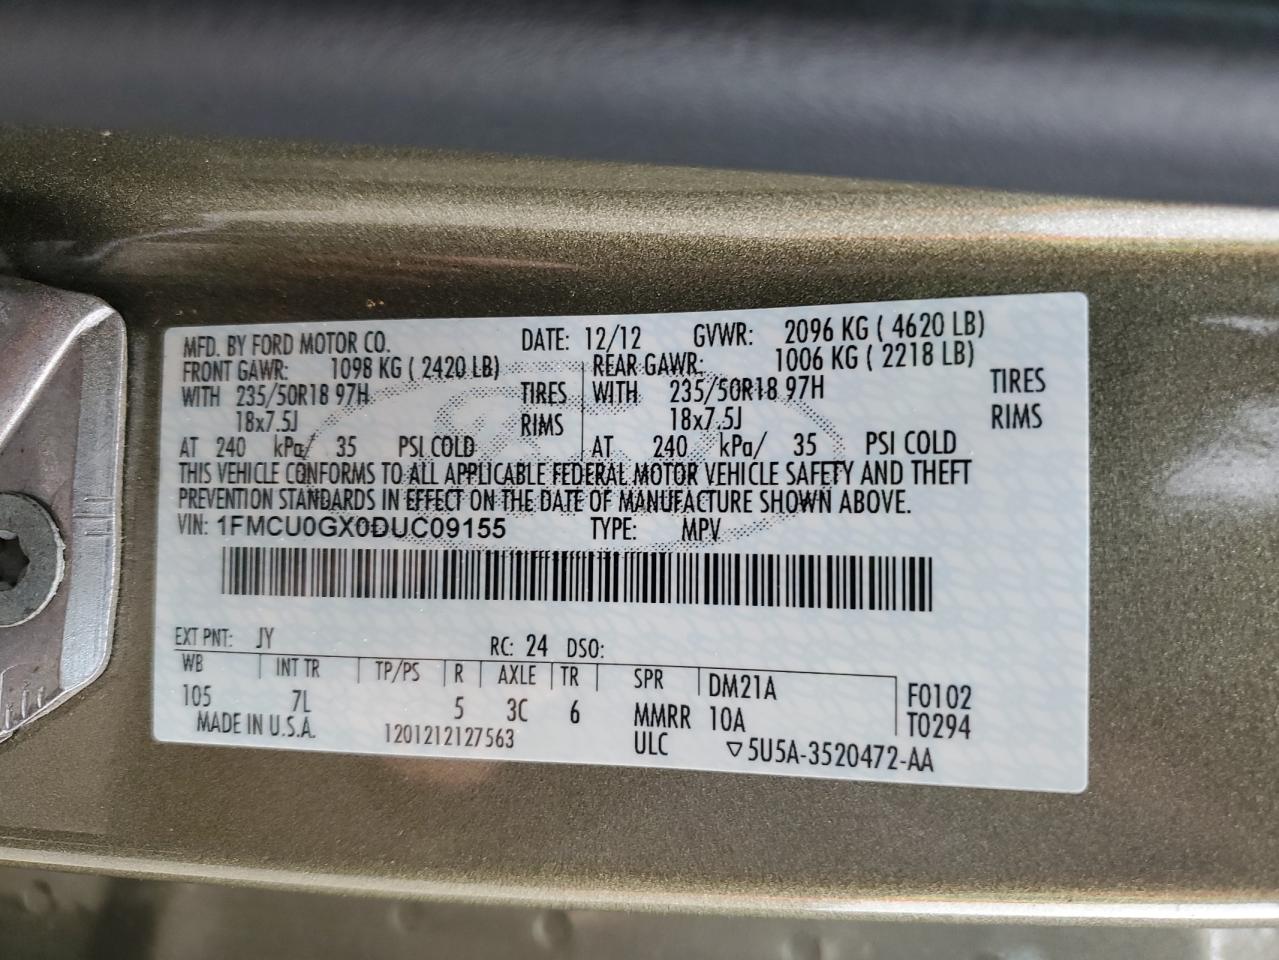 MFD. BY FORD MOTOR CO. DATE: 12/12 GVWR: 2096 KG ( 4620 LB)
FRONT GAWR: 1098 KG ( 2420 LB) REAR GAWR: 1006 KG ( 2218 LB)
WITH 235/50R18 97H TIRES WITH 235/50R18 97H TIRES
18x7.5J RIMS 18x7.5J RIMS
AT 240 kPa/ 35 PSI COLD AT 240 kPa/ 35 PSI COLD
THIS VEHICLE CONFORMS TO ALL APPLICABLE FEDERAL MOTOR VEHICLE SAFETY AND THEFT
PREVENTION STANDARDS IN EFFECT ON THE DATE OF MANUFACTURE SHOWN ABOVE.
VIN: 1FMCU0GX0DUC09155 TYPE: MPV
EXT PNT: JY RC: 24 DSO:
WB INT TR TP/PS R AXLE TR SPR DM21A F0102
105 7L 5 3C 6 MMRR 10A T0294
MADE IN U.S.A. 1201212127563 ULC ▽5U5A-3520472-AA